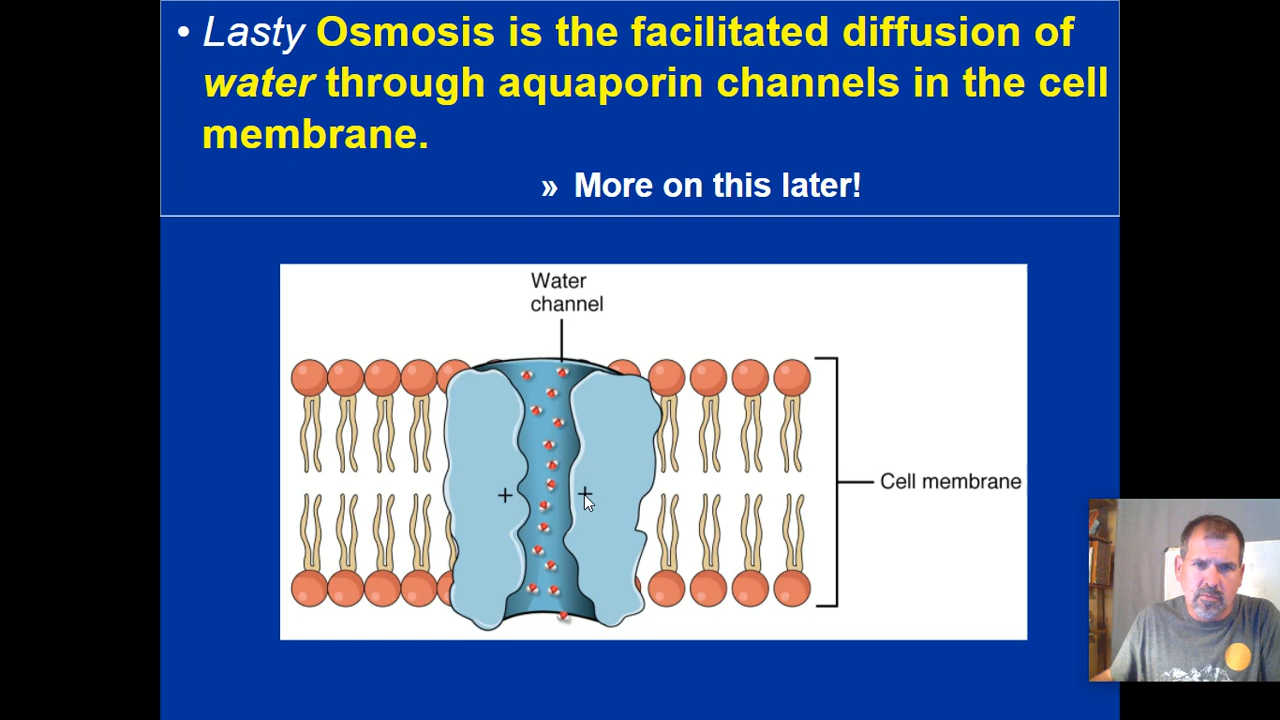 • Lasty Osmosis is the facilitated diffusion of
water through aquaporin channels in the cell
membrane.
» More on this later!
Water
channel
+ +
Cell membrane